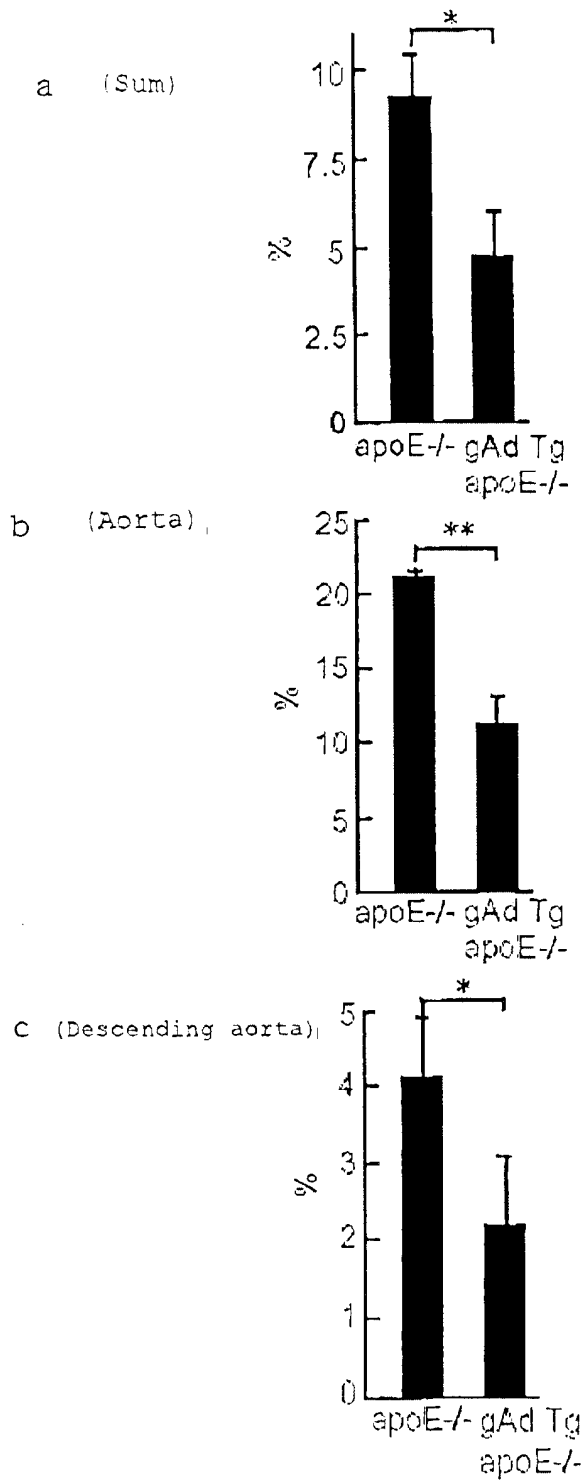 a (Sum)
*
10
7.5
5
2.5
0
%
apoE-/- gAd Tg
apoE-/-
b (Aorta)
**
25
20
15
10
5
0
%
apoE-/- gAd Tg
apoE-/-
c (Descending aorta)
*
5
4
3
2
1
0
%
apoE-/- gAd Tg
apoE-/-